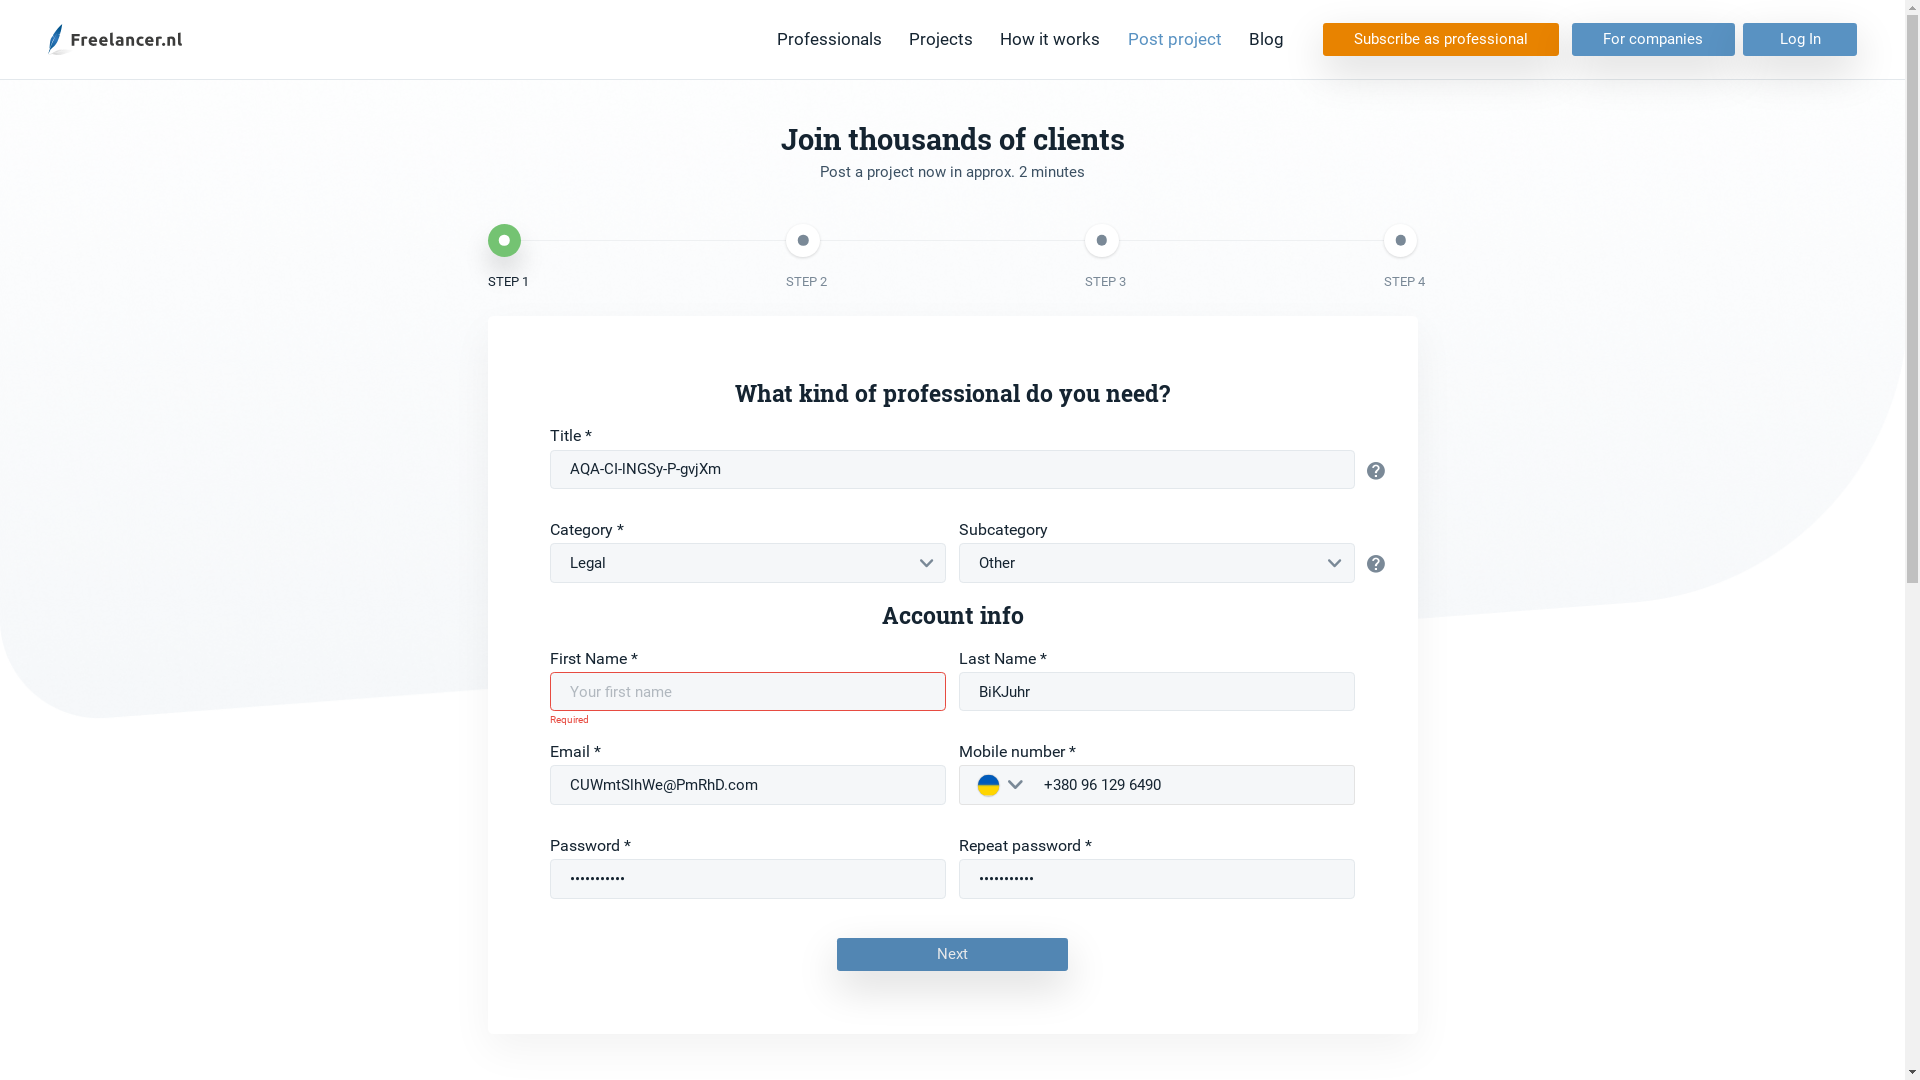 Freelancer.nl
Professionals Projects How it works Post project Blog Subscribe as professional For companies Log In
Join thousands of clients
Post a project now in approx. 2 minutes
STEP 1 STEP 2 STEP 3 STEP 4
What kind of professional do you need?
Title *
AQA-CI-lNGSy-P-gvjXm
Category * Subcategory
Legal Other
Account info
First Name * Last Name *
Your first name BiKJuhr
Required
Email * Mobile number *
CUWmtSIhWe@PmRhD.com +380 96 129 6490
Password * Repeat password *
••••••••••• •••••••••••
Next